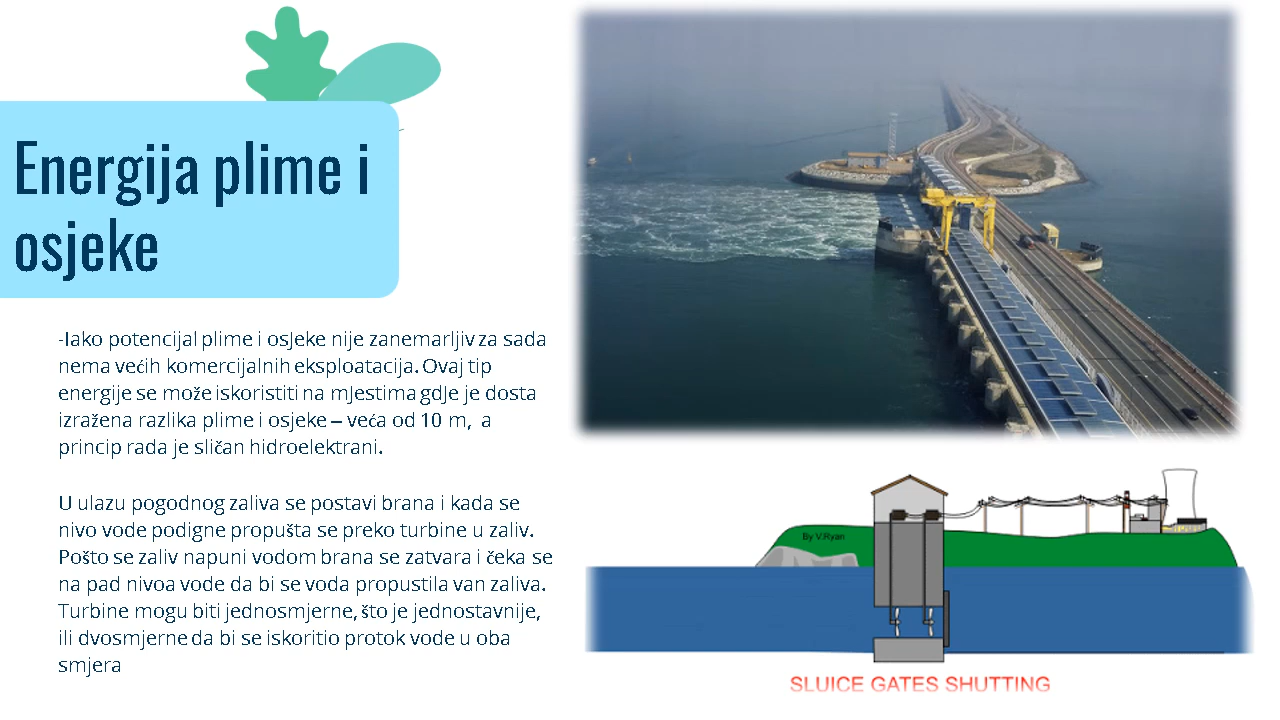 Energija plime i
osjeke
-Iako potencijal plime i osjeke nije zanemarljiv za sada
nema većih komercijalnih eksploatacija. Ovaj tip
energije se može iskoristiti na mjestima gdje je dosta
izražena razlika plime i osjeke – veća od 10 m,  a
princip rada je sličan hidroelektrani.
U ulazu pogodnog zaliva se postavi brana i kada se
nivo vode podigne propušta se preko turbine u zaliv.
Pošto se zaliv napuni vodom brana se zatvara i čeka se
na pad nivoa vode da bi se voda propustila van zaliva.
Turbine mogu biti jednosmjerne, što je jednostavnije,
ili dvosmjerne da bi se iskoritio protok vode u oba
smjera
By V.Ryan
SLUICE GATES SHUTTING